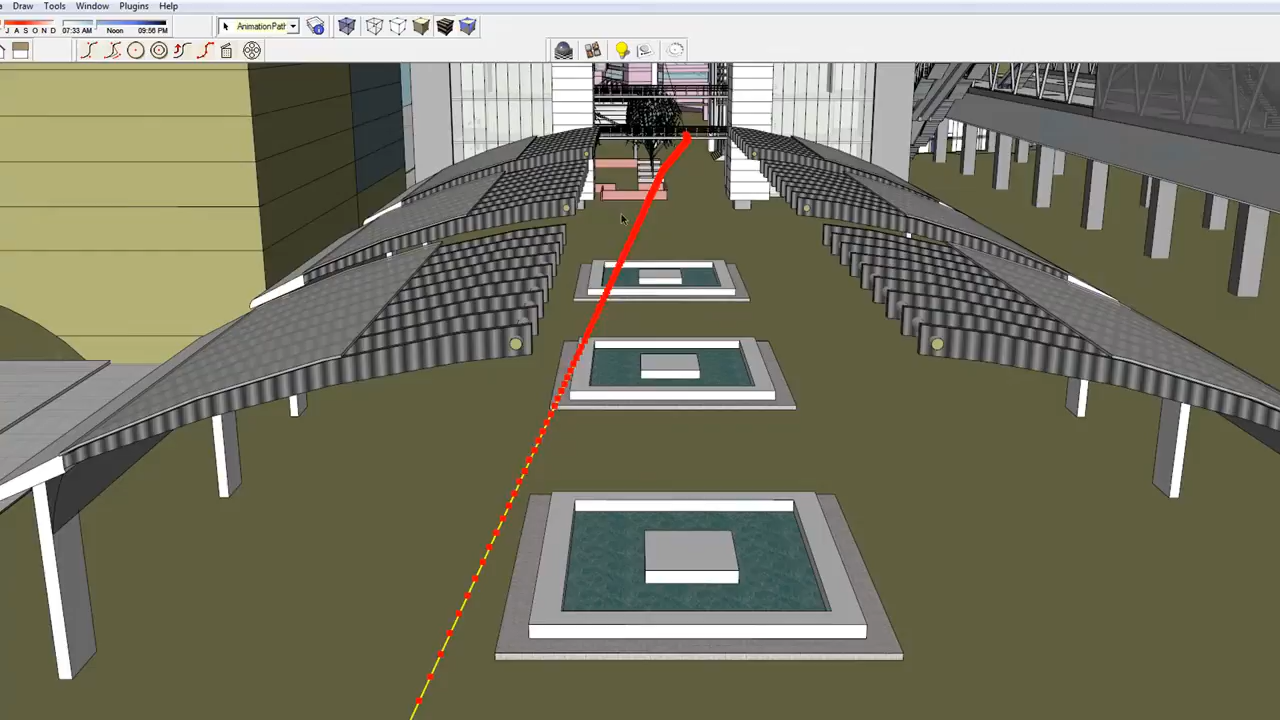 Draw Tools Window Plugins Help
J A S O N D 07:33 AM Noon 09:56 PM
AnimationPath